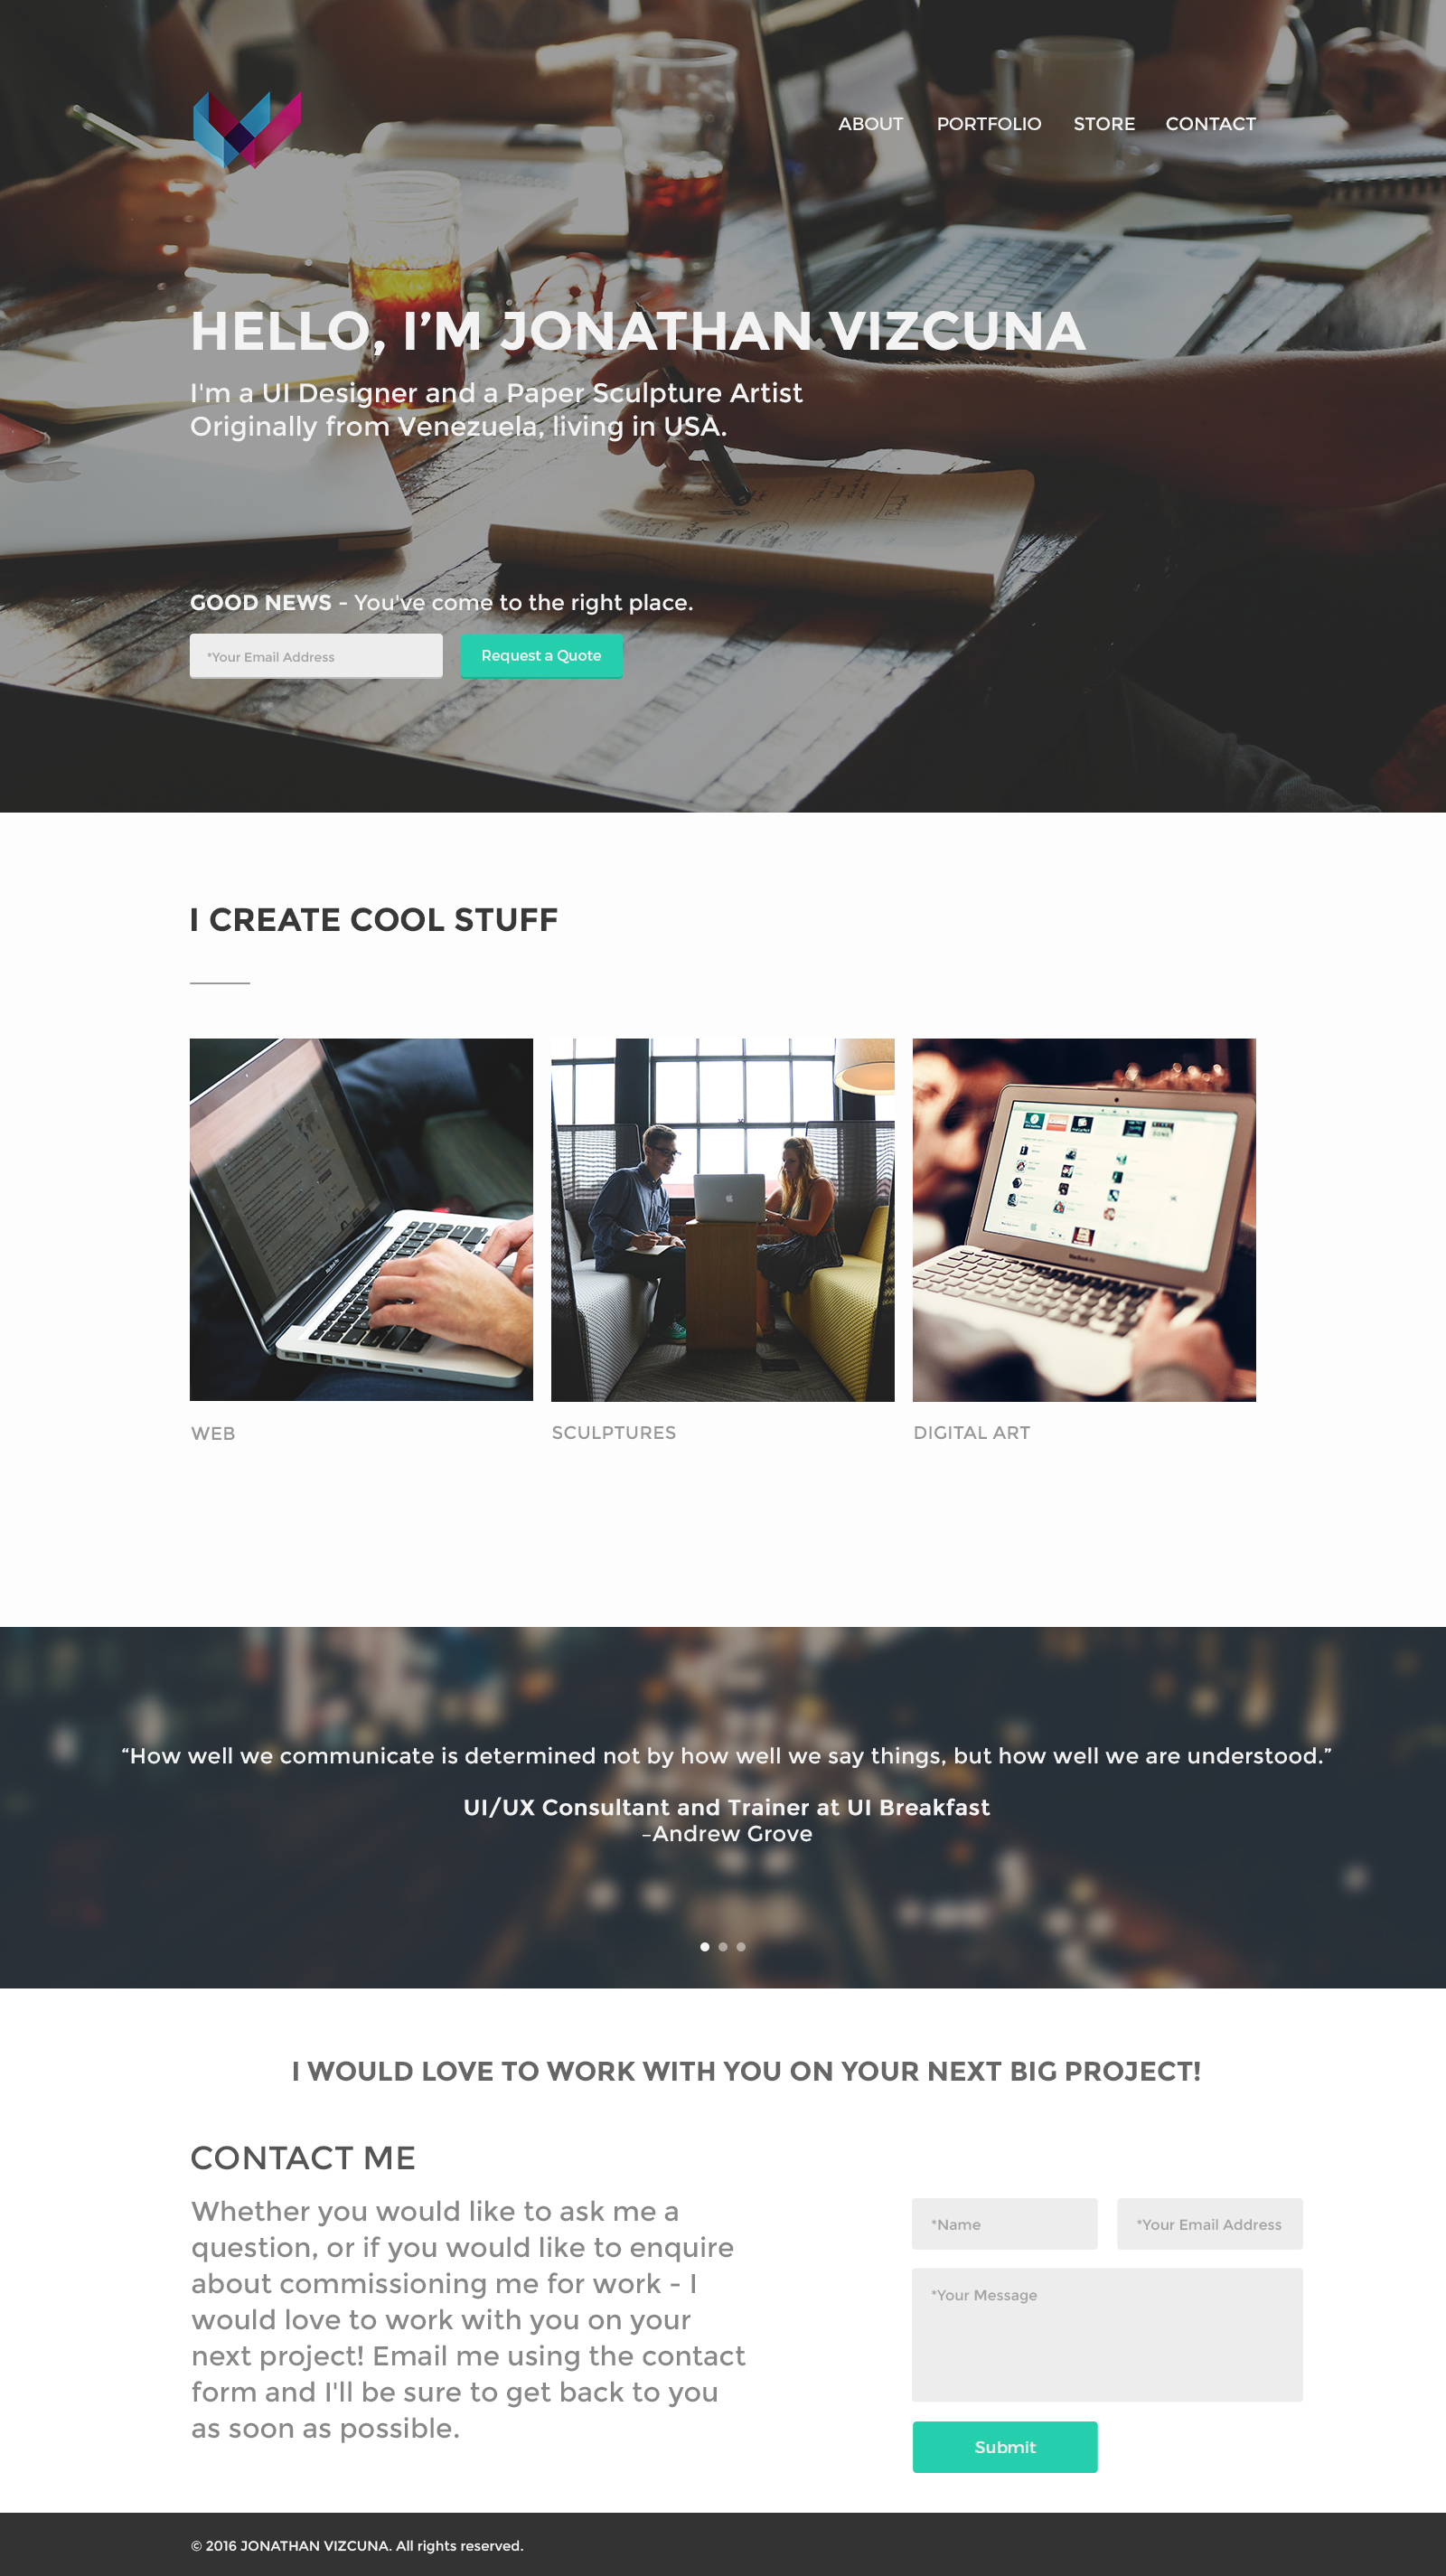 ABOUT PORTFOLIO STORE CONTACT
HELLO, I’M JONATHAN VIZCUNA
I'm a UI Designer and a Paper Sculpture Artist
Originally from Venezuela, living in USA.
GOOD NEWS - You've come to the right place.
*Your Email Address
Request a Quote
I CREATE COOL STUFF
WEB
SCULPTURES
DIGITAL ART
“How well we communicate is determined not by how well we say things, but how well we are understood.”
UI/UX Consultant and Trainer at UI Breakfast
–Andrew Grove
I WOULD LOVE TO WORK WITH YOU ON YOUR NEXT BIG PROJECT!
CONTACT ME
Whether you would like to ask me a
question, or if you would like to enquire
about commissioning me for work - I
would love to work with you on your
next project! Email me using the contact
form and I'll be sure to get back to you
as soon as possible.
*Name
*Your Email Address
*Your Message
Submit
© 2016 JONATHAN VIZCUNA. All rights reserved.